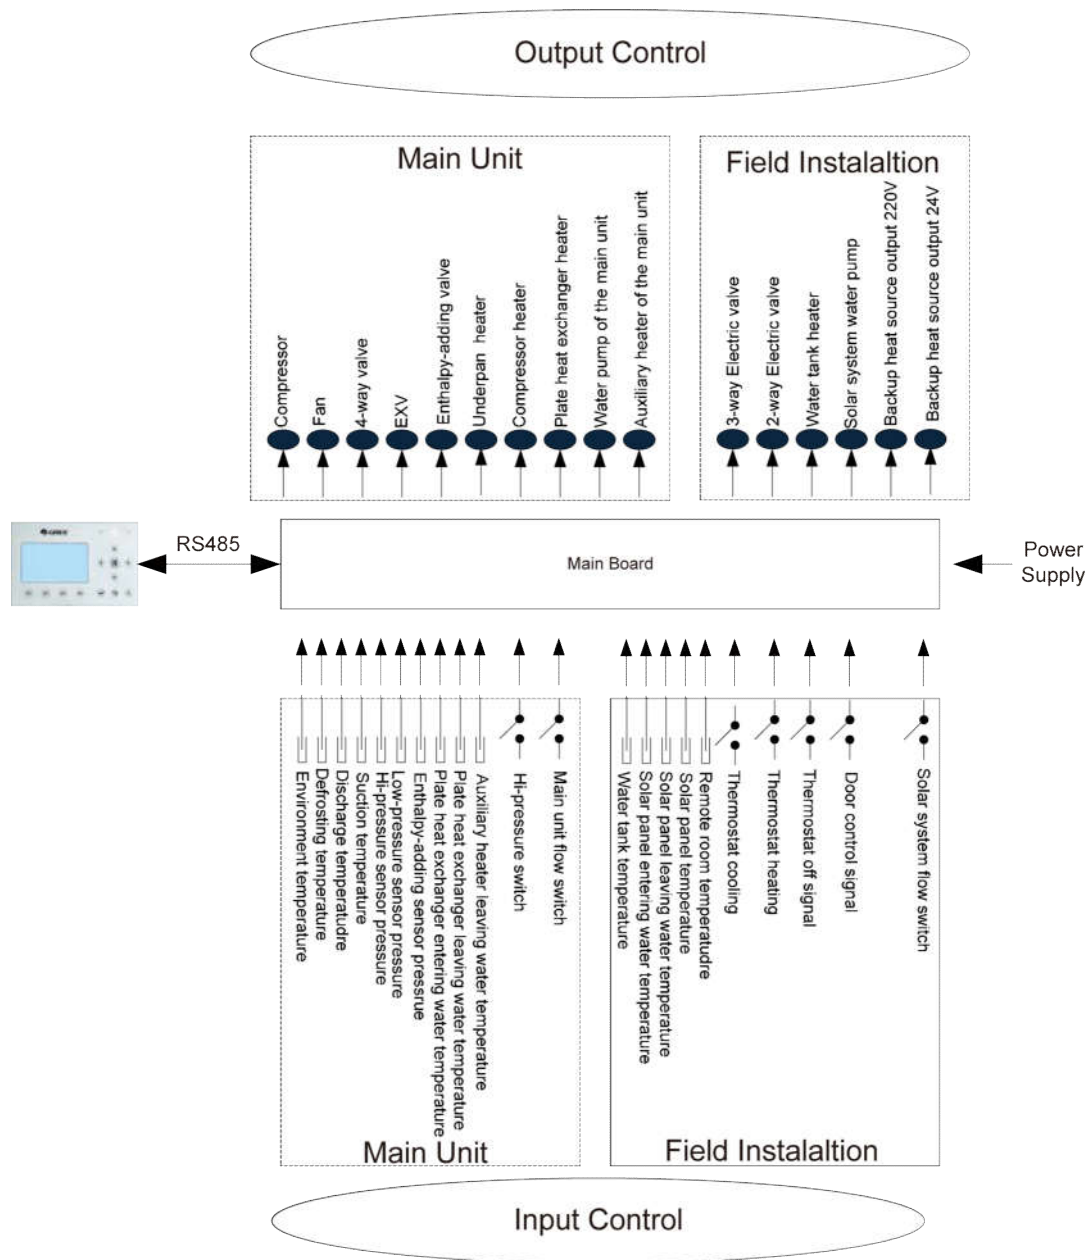 Output Control
Main Unit
Field Instalaltion
Compressor
Fan
4-way valve
EXV
Enthalpy-adding valve
Underpan heater
Compressor heater
Plate heat exchanger heater
Water pump of the main unit
Auxiliary heater of the main unit
3-way Electric valve
2-way Electric valve
Water tank heater
Solar system water pump
Backup heat source output 220V
Backup heat source output 24V
GREE
RS485
Main Board
Power
Supply
Environment temperature
Defrosting temperature
Discharge temperatudre
Suction temperature
Hi-pressure sensor pressure
Low-pressure sensor pressure
Enthalpy-adding sensor pressrue
Plate heat exchanger entering water temperature
Plate heat exchanger leaving water temperature
Auxiliary heater leaving water temperature
Hi-pressure switch
Main unit flow switch
Water tank temperature
Solar panel entering water temperature
Solar panel leaving water temperature
Solar panel temperature
Remote room temperatudre
Thermostat cooling
Thermostat heating
Thermostat off signal
Door control signal
Solar system flow switch
Main Unit
Field Instalaltion
Input Control